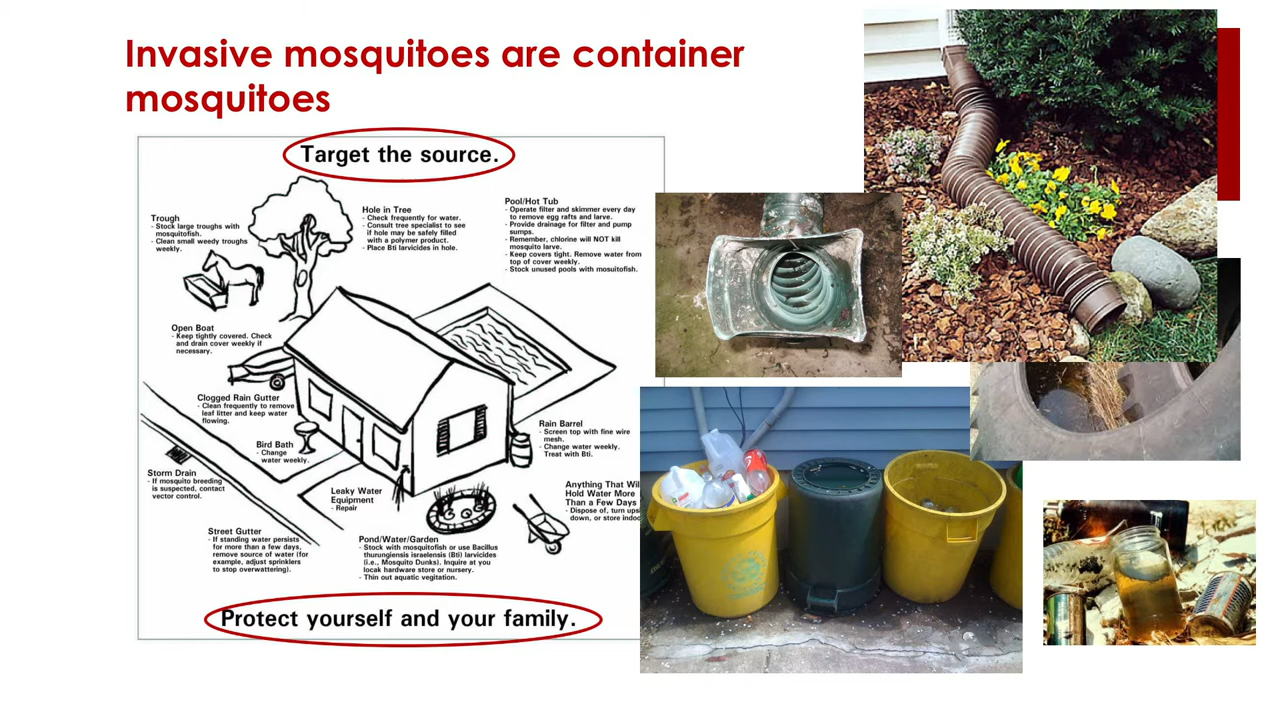 Invasive mosquitoes are container
mosquitoes
Target the source.
Trough
- Stock large troughs with
mosquitofish.
- Clean small weedy troughs
weekly.
Hole in Tree
- Check frequently for water.
- Consult tree specialist to see
if hole may be safely filled
with a polymer product.
- Place Bti larvicides in hole.
Pool/Hot Tub
- Operate filter and skimmer every day
to remove egg rafts and larve.
- Provide drainage for filter and pump
sumps.
- Remember, chlorine will NOT kill
mosquito larve.
- Keep covers tight. Remove water from
top of cover weekly.
- Stock unused pools with mosuitofish.
Open Boat
- Keep tightly covered. Check
and drain cover weekly if
necessary.
Clogged Rain Gutter
- Clean frequently to remove
leaf litter and keep water
flowing.
Bird Bath
- Change
water weekly.
Rain Barrel
- Screen top with fine wire
mesh.
- Change water weekly.
Treat with Bti.
Storm Drain
- If mosquito breeding
is suspected, contact
vector control.
Leaky Water
Equipment
- Repair
Anything That Wil
Hold Water More
Than a Few Days
- Dispose of, turn ups
down, or store indoo
Street Gutter
- If standing water persists
for more than a few days,
remove source of water (for
example, adjust sprinklers
to stop overwattering).
Pond/Water/Garden
- Stock with mosquitofish or use Bacillus
thurungiensis israelensis (Bti) larvicides
(i.e., Mosquito Dunks). Inquire at you
locak hardware store or nursery.
- Thin out aquatic vegitation.
Protect yourself and your family.